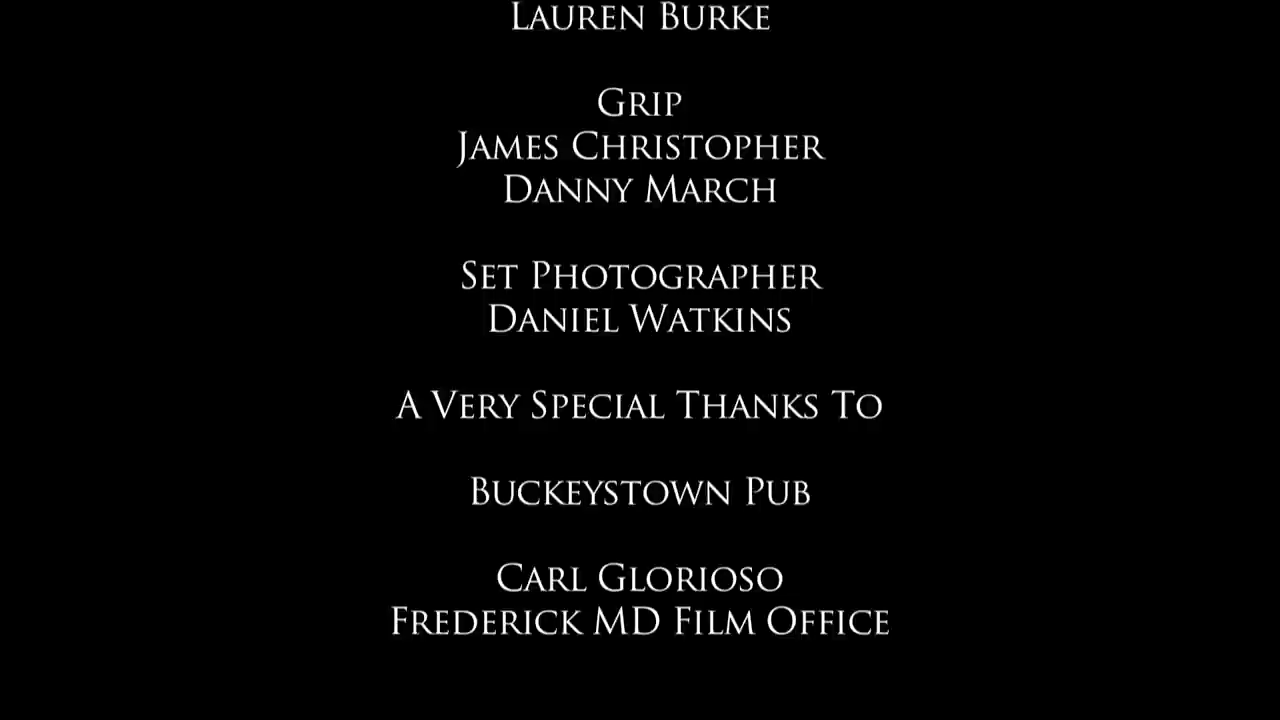 Lauren Burke
Grip
James Christopher
Danny March
Set Photographer
Daniel Watkins
A Very Special Thanks To
Buckeystown Pub
Carl Glorioso
Frederick MD Film Office